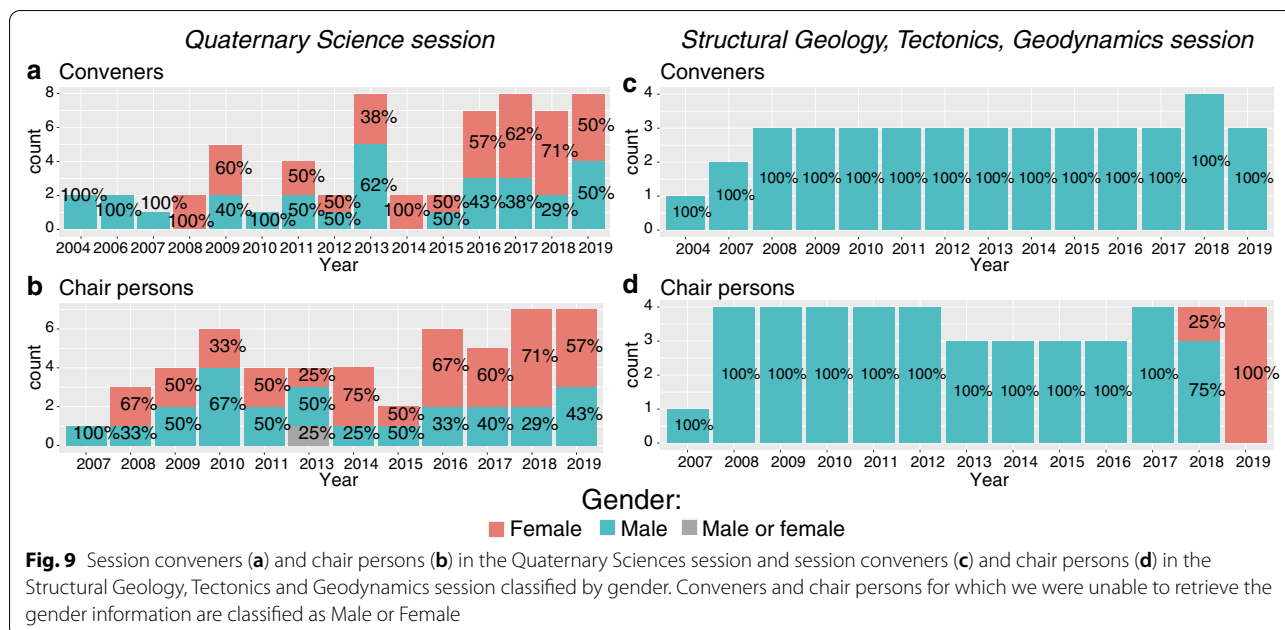 Quaternary Science session
Structural Geology, Tectonics, Geodynamics session
a Conveners
8
6
4
2
0
count
100% 100% 100% 100% 60% 40% 100% 50% 50% 50% 50% 38% 62% 100% 50% 50% 57% 43% 62% 38% 71% 29% 50% 50%
2004 2006 2007 2008 2009 2010 2011 2012 2013 2014 2015 2016 2017 2018 2019
Year
c Conveners
4
3
2
1
0
count
100% 100% 100% 100% 100% 100% 100% 100% 100% 100% 100% 100% 100% 100%
2004 2007 2008 2009 2010 2011 2012 2013 2014 2015 2016 2017 2018 2019
Year
b Chair persons
6
4
2
0
count
100% 67% 33% 50% 50% 33% 67% 50% 50% 25% 50% 25% 75% 25% 50% 50% 67% 33% 60% 40% 71% 29% 57% 43%
2007 2008 2009 2010 2011 2013 2014 2015 2016 2017 2018 2019
Year
d Chair persons
4
3
2
1
0
count
100% 100% 100% 100% 100% 100% 100% 100% 100% 100% 100% 25% 75% 100%
2007 2008 2009 2010 2011 2012 2013 2014 2015 2016 2017 2018 2019
Year
Gender:
Female Male Male or female
Fig. 9 Session conveners (a) and chair persons (b) in the Quaternary Sciences session and session conveners (c) and chair persons (d) in the
Structural Geology, Tectonics and Geodynamics session classified by gender. Conveners and chair persons for which we were unable to retrieve the
gender information are classified as Male or Female